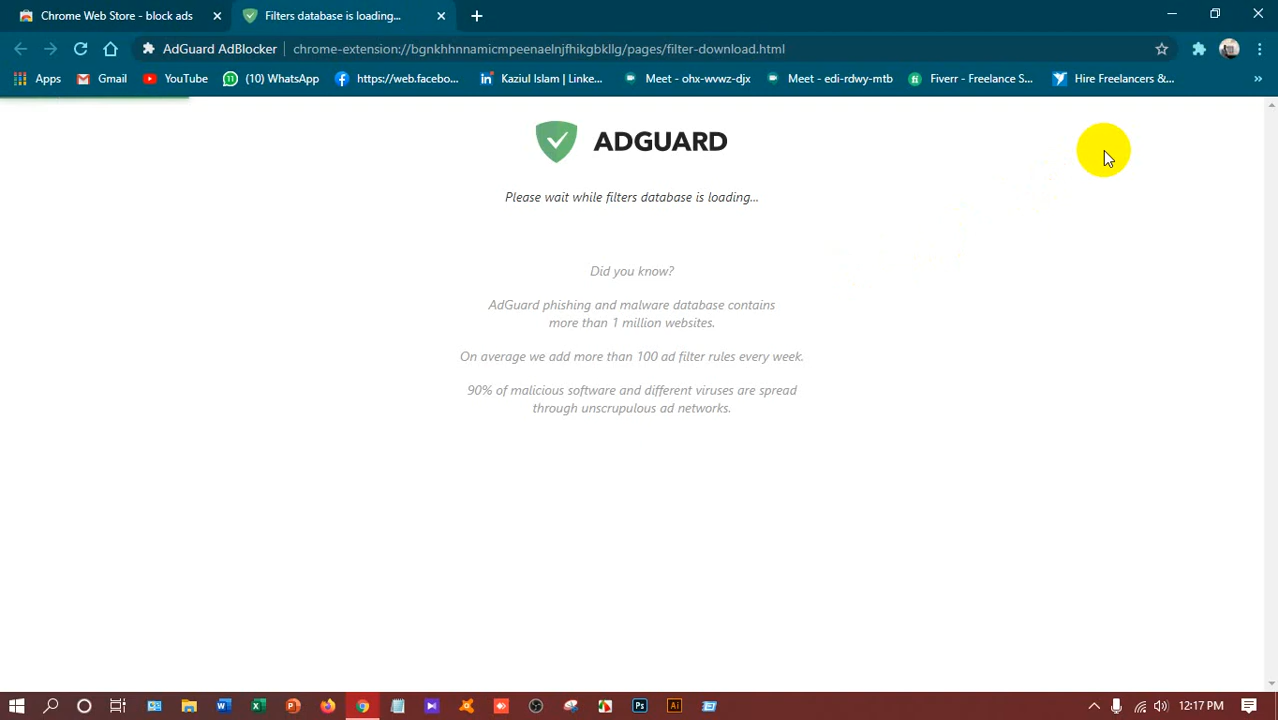 Chrome Web Store - block ads
Filters database is loading...
AdGuard AdBlocker
chrome-extension://bgnkhhnnamicmpeenaelnjfhikgbkllg/pages/filter-download.html
Apps
Gmail
YouTube
11
(10) WhatsApp
https://web.facebo...
Kaziul Islam | Linke...
Meet - ohx-wvwz-djx
Meet - edi-rdwy-mtb
Fiverr - Freelance S...
Hire Freelancers &...
»
ADGUARD
Please wait while filters database is loading...
Did you know?
AdGuard phishing and malware database contains
more than 1 million websites.
On average we add more than 100 ad filter rules every week.
90% of malicious software and different viruses are spread
through unscrupulous ad networks.
12:17 PM